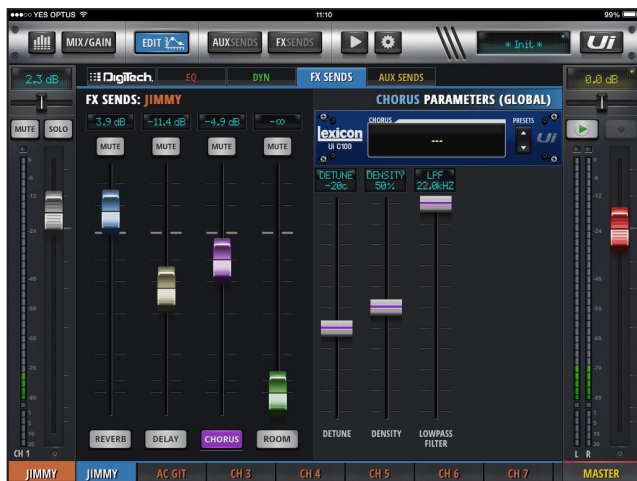 YES OPTUS 11:10 99%
MIX/GAIN EDIT AUXSENDS FXSENDS * Init * Ui
2.3 dB DigiTech EQ DYN FX SENDS AUX SENDS 0.0 dB
FX SENDS: JIMMY CHORUS PARAMETERS (GLOBAL)
3.9 dB -11.4 dB -4.9 dB -∞
MUTE SOLO MUTE MUTE MUTE MUTE
lexicon CHORUS PRESETS
Ui C100 --- Ui
DETUNE DENSITY LPF
-20c 50% 22.0kHZ
REVERB DELAY CHORUS ROOM
DETUNE DENSITY LOWPASS
FILTER
CH 1 L R
JIMMY JIMMY AC GIT CH 3 CH 4 CH 5 CH 6 CH 7 MASTER